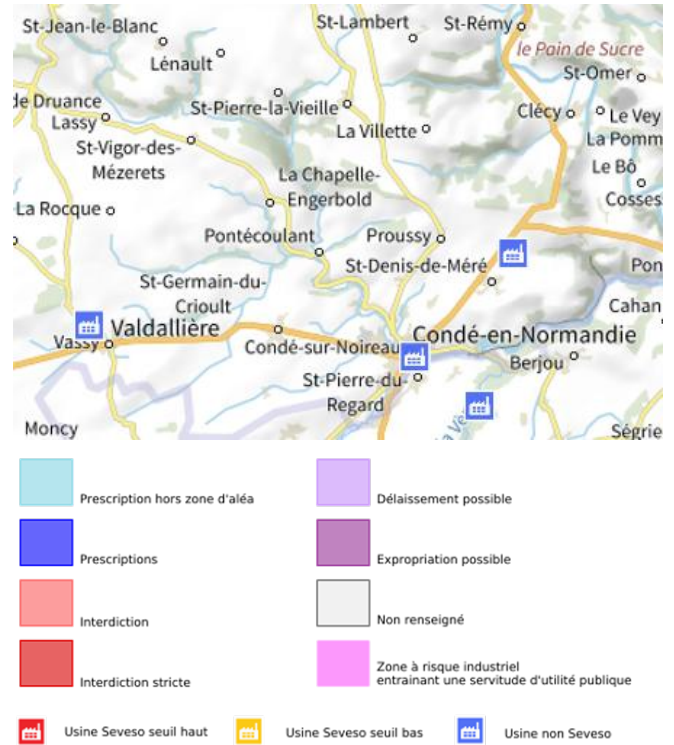 St-Jean-le-Blanc
St-Lambert
St-Rémy
Lénault
le Pain de Sucre
St-Omer
de Druance
Lassy
St-Pierre-la-Vieille
Clécy
Le Vey
La Pomm
La Villette
St-Vigor-des-
Mézerets
La Chapelle-
Engerbold
Le Bô
Cosses
La Rocque
Pontécoulant
Proussy
St-Denis-de-Méré
Pon
St-Germain-du-
Crioult
Cahan
Valdallière
Vassy
Condé-sur-Noireau
Condé-en-Normandie
Berjou
St-Pierre-du-
Regard
Moncy
la Vè
Ségrie
Prescription hors zone d'aléa
Délaissement possible
Prescriptions
Expropriation possible
Interdiction
Non renseigné
Interdiction stricte
Zone à risque industriel
entrainant une servitude d'utilité publique
Usine Seveso seuil haut
Usine Seveso seuil bas
Usine non Seveso